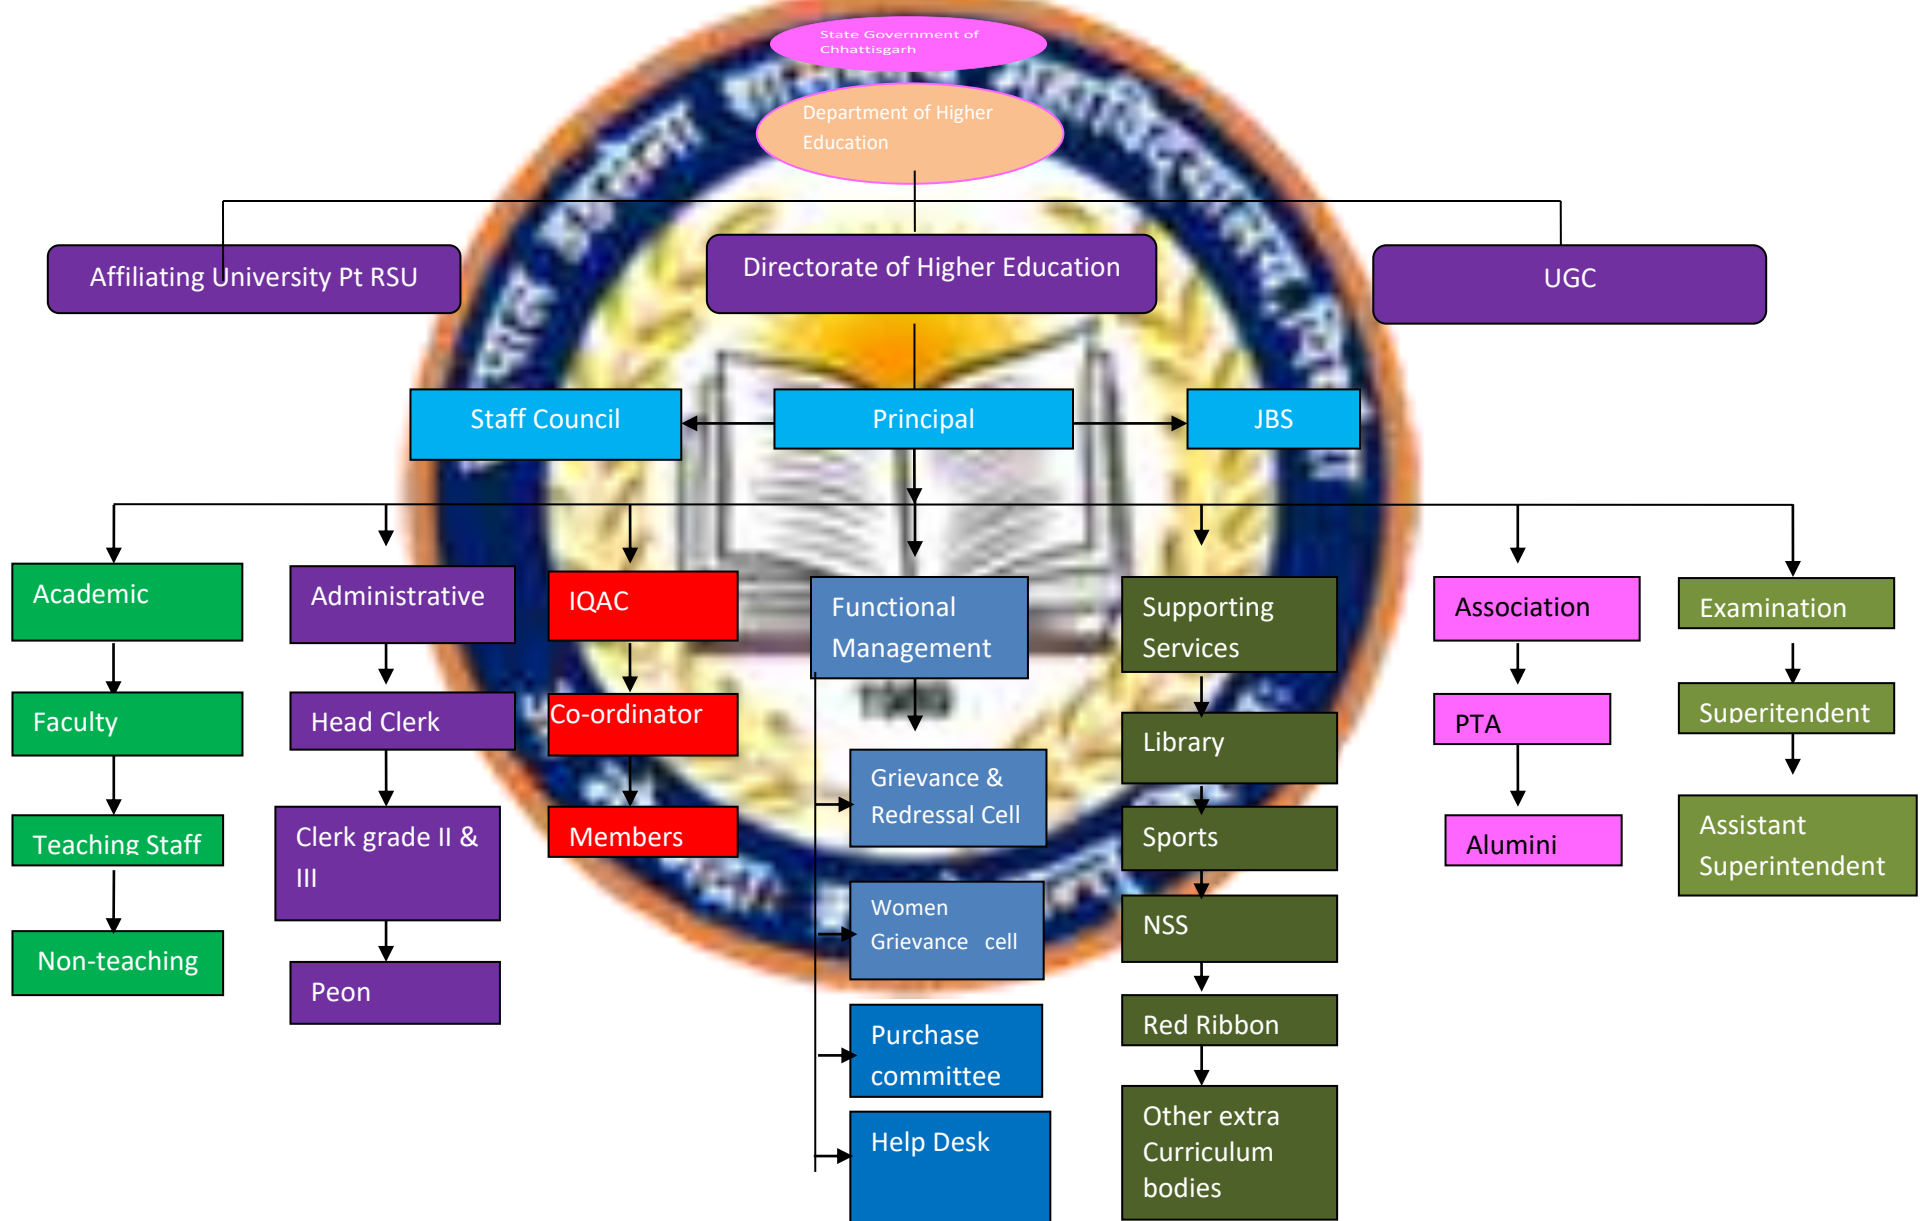 State Government of
Chhattisgarh
Department of Higher
Education
Affiliating University Pt RSU
Directorate of Higher Education
UGC
Staff Council
Principal
JBS
Academic
Administrative
IQAC
Functional
Management
Supporting
Services
Association
Examination
Faculty
Head Clerk
Co-ordinator
Library
PTA
Superitendent
Grievance &
Redressal Cell
Teaching Staff
Clerk grade II &
III
Members
Sports
Alumini
Assistant
Superintendent
Women
Grievance cell
NSS
Non-teaching
Peon
Purchase
committee
Red Ribbon
Help Desk
Other extra
Curriculum
bodies